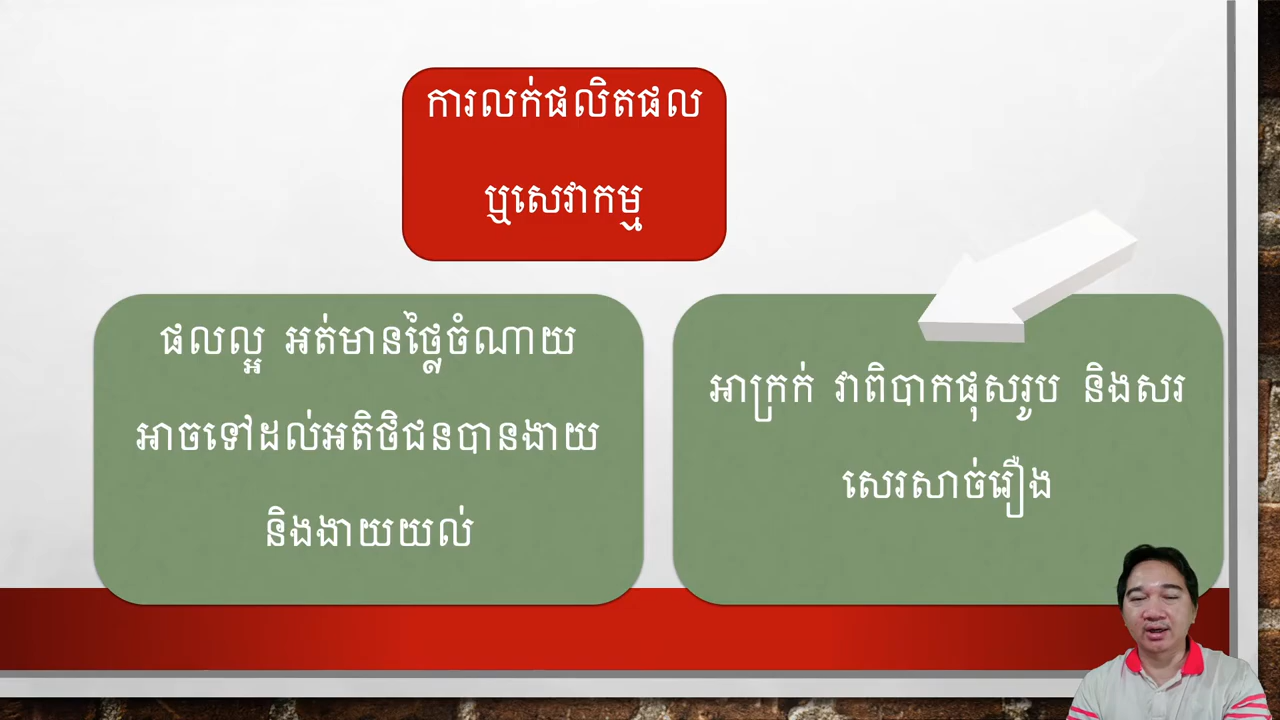 ការលក់ផលិតផល
ឬសេវាកម្ម
ផលល្អ អត់មានថ្លៃចំណាយ
អាចទៅដល់អតិថិជនបានងាយ
និងងាយយល់
អាក្រក់ វាពិបាកផុសរូប និងសរ
សេរសាច់រឿង